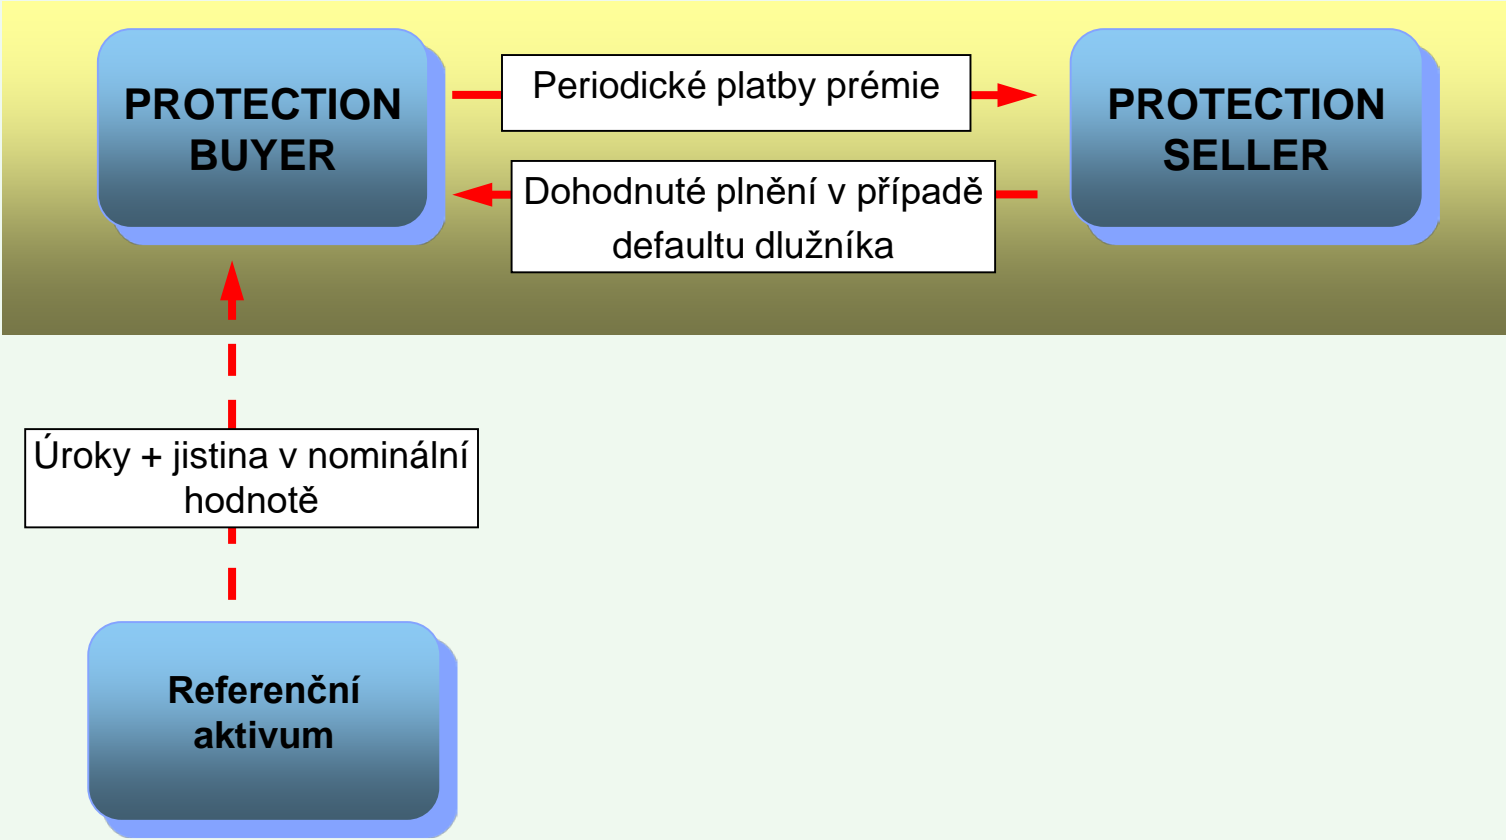 PROTECTION
BUYER
Periodické platby prémie
PROTECTION
SELLER
Dohodnuté plnění v případě
defaultu dlužníka
Úroky + jistina v nominální
hodnotě
Referenční
aktivum